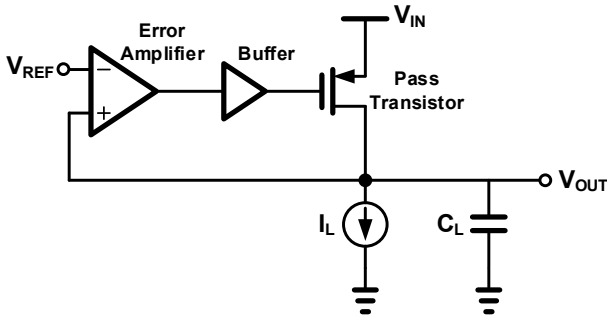 Error
Amplifier
Buffer
V_IN
V_REF
−
+
Pass
Transistor
V_OUT
I_L
C_L